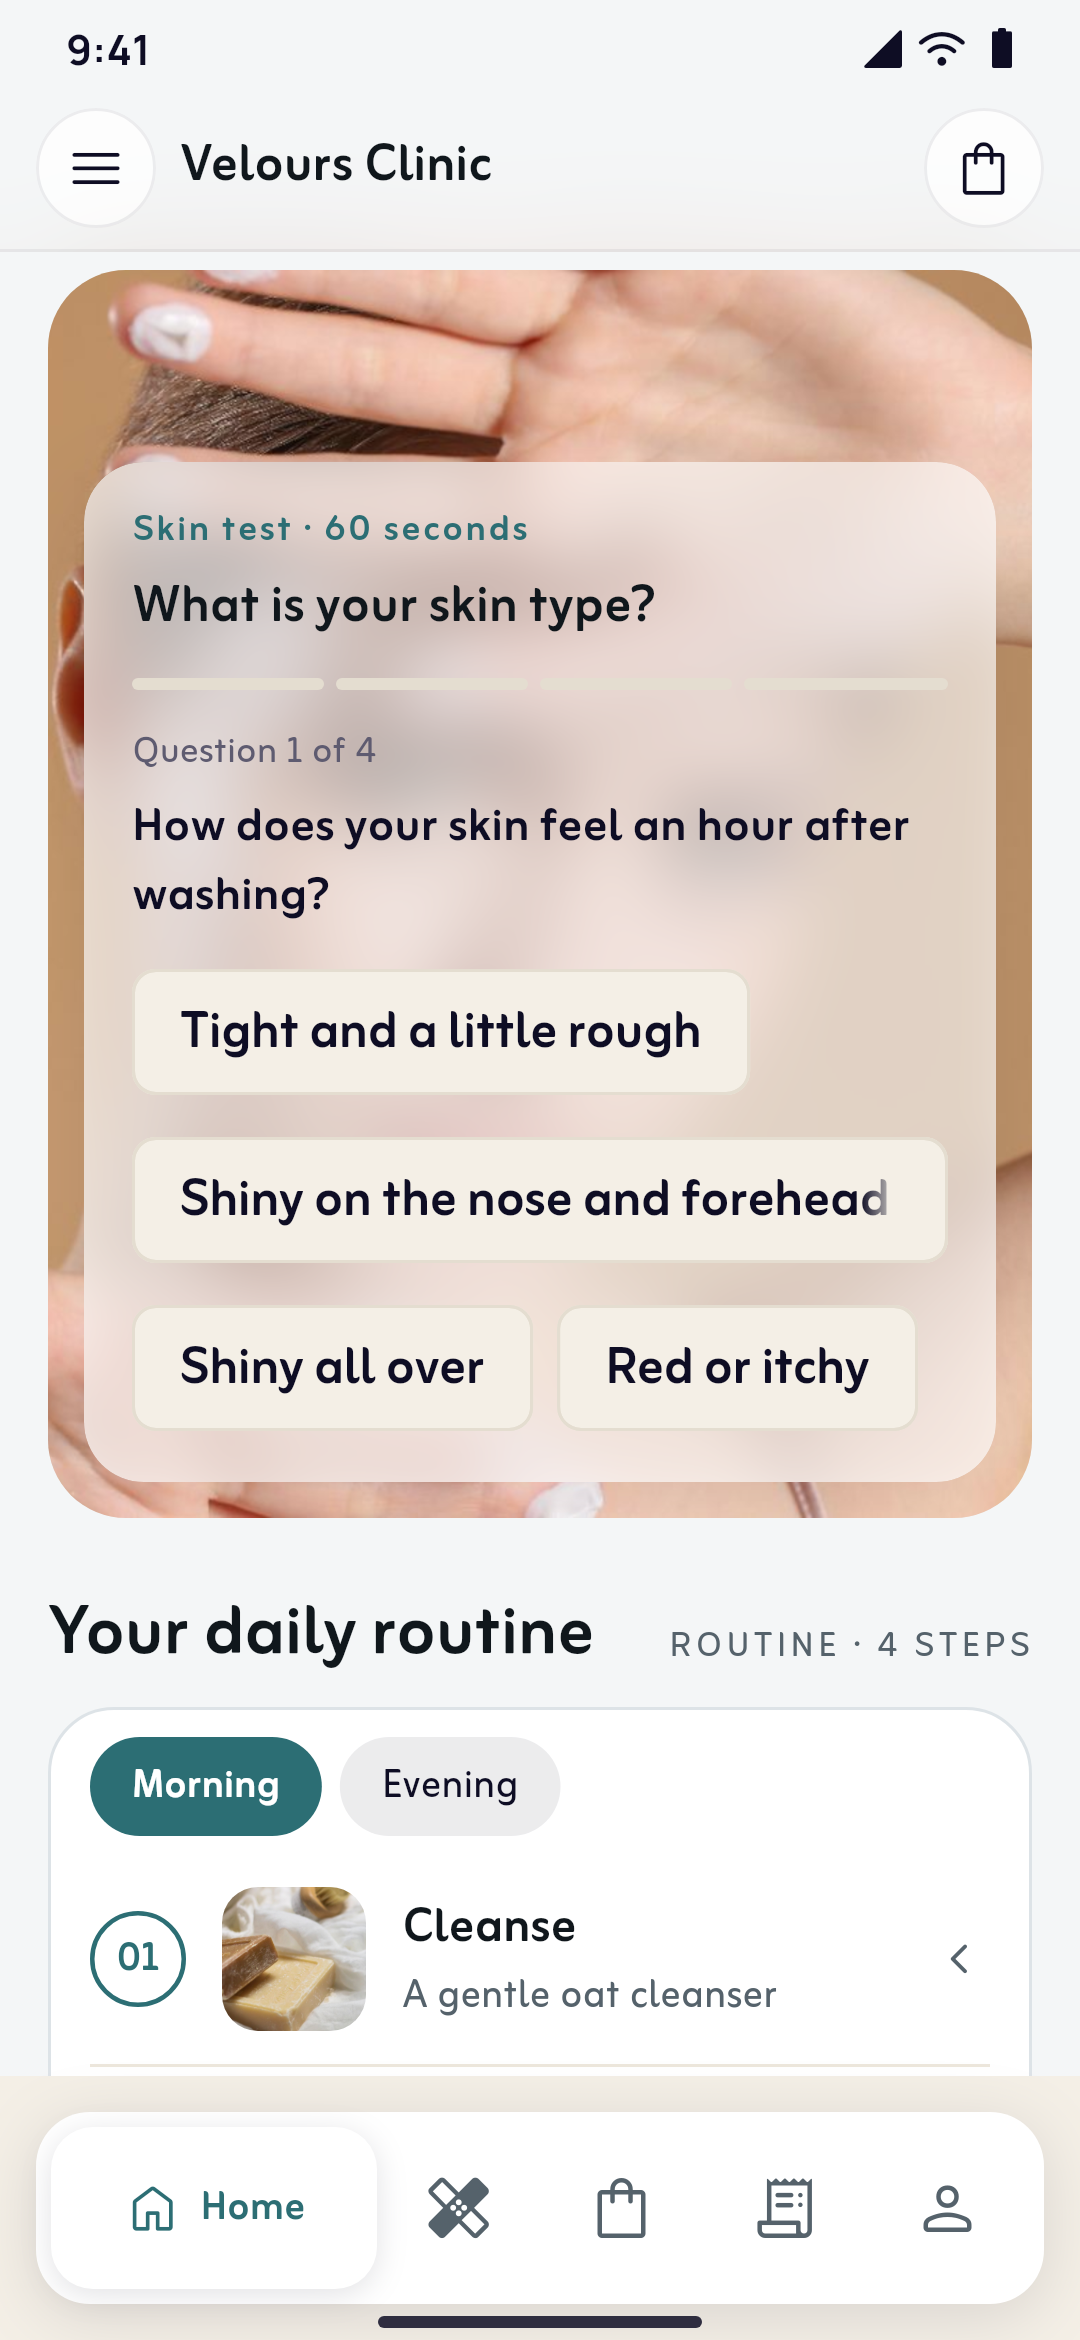 9:41
Velours Clinic
Skin test · 60 seconds
What is your skin type?
Question 1 of 4
How does your skin feel an hour after
washing?
Tight and a little rough
Shiny on the nose and forehead
Shiny all over
Red or itchy
Your daily routine
ROUTINE · 4 STEPS
Morning
Evening
01
Cleanse
A gentle oat cleanser
Home